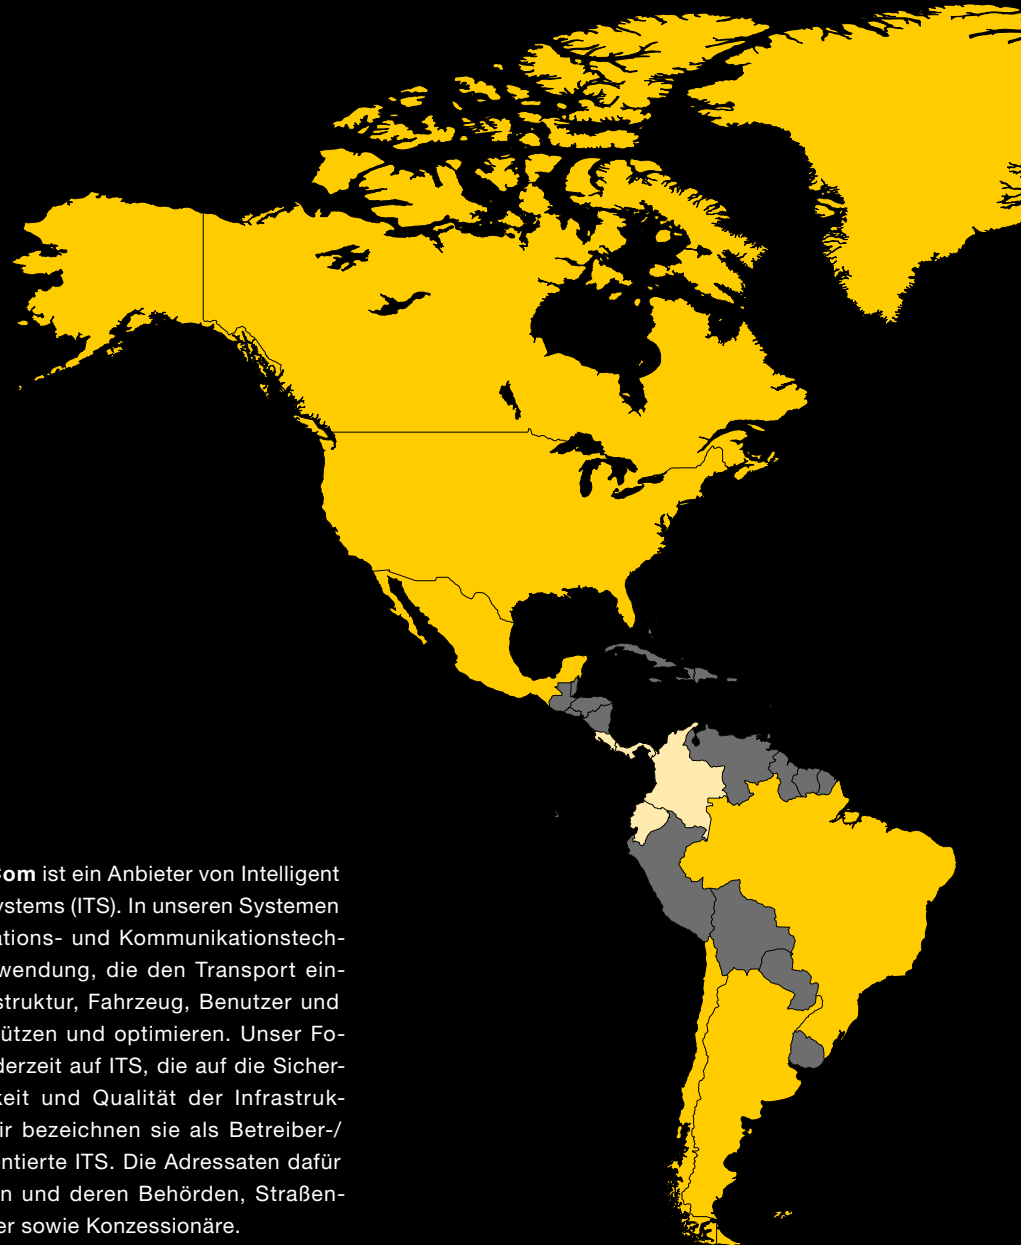 Com ist ein Anbieter von Intelligent
ystems (ITS). In unseren Systemen
ations- und Kommunikationstech-
wendung, die den Transport ein-
struktur, Fahrzeug, Benutzer und
ützen und optimieren. Unser Fo-
derzeit auf ITS, die auf die Sicher-
keit und Qualität der Infrastruk-
ir bezeichnen sie als Betreiber-/
entierte ITS. Die Adressaten dafür
n und deren Behörden, Straßen-
er sowie Konzessionäre.